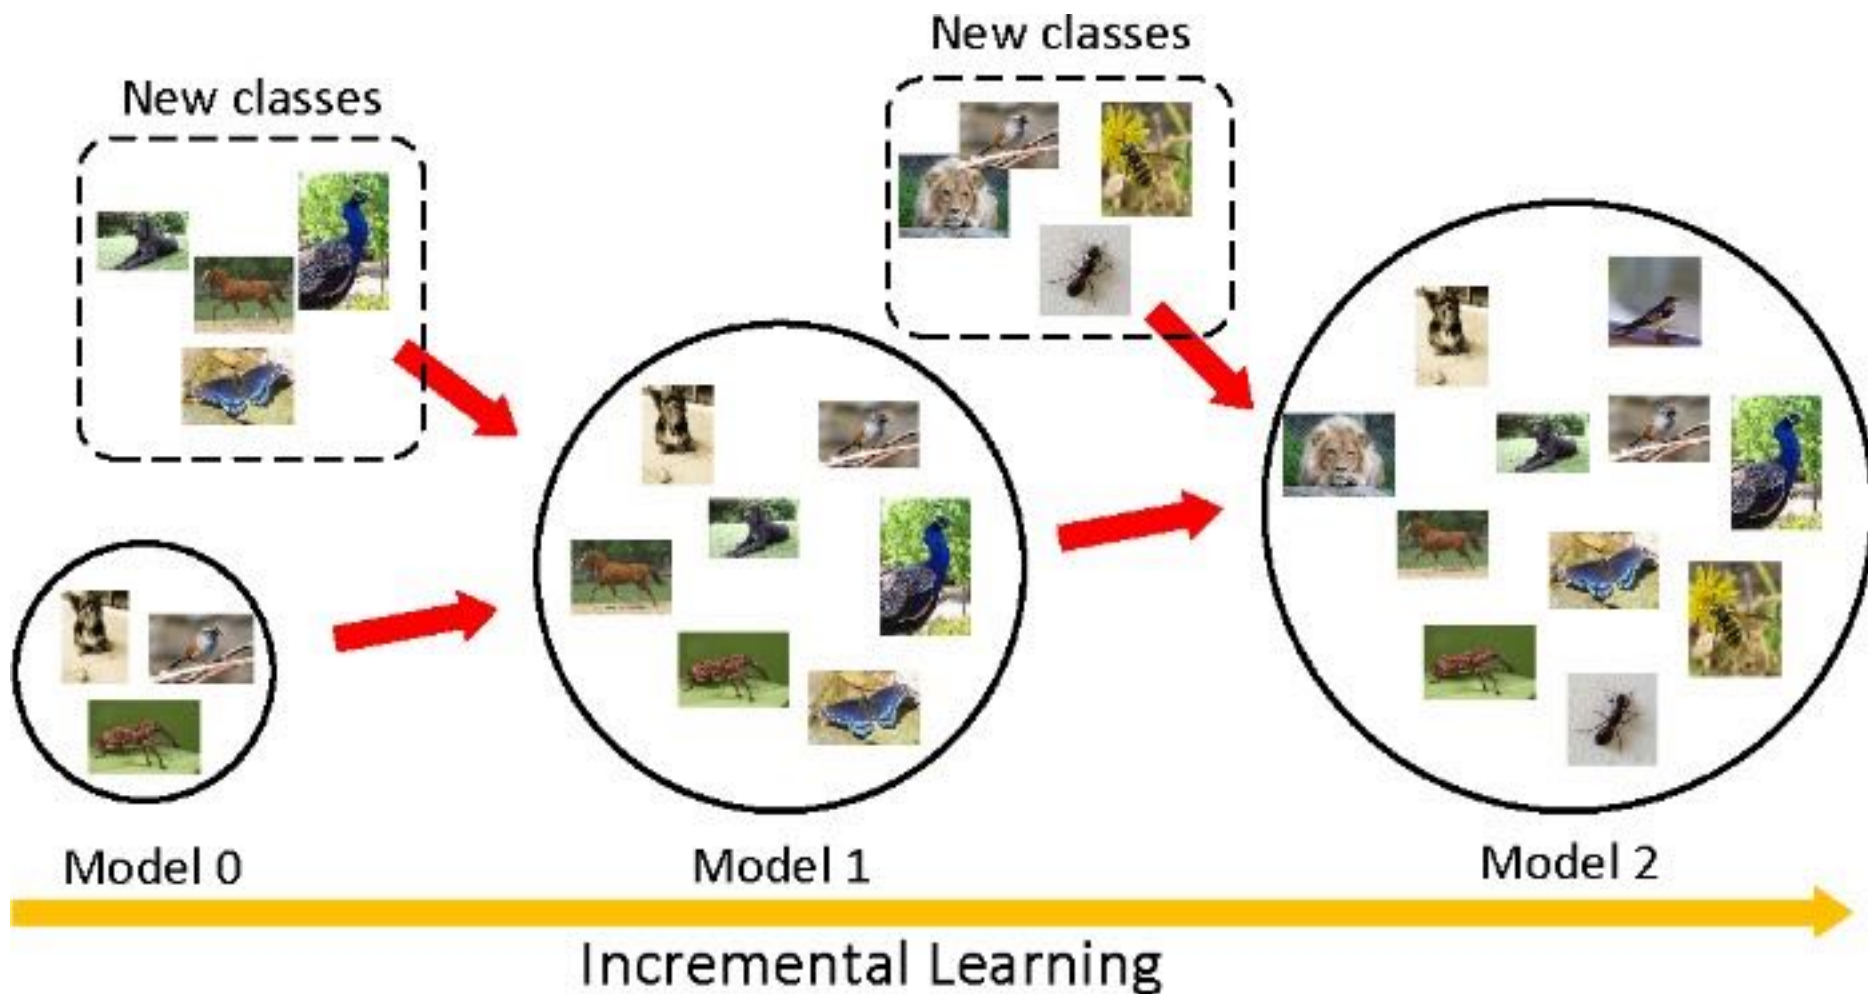 New classes
New classes
Model 0
Model 1
Model 2
Incremental Learning